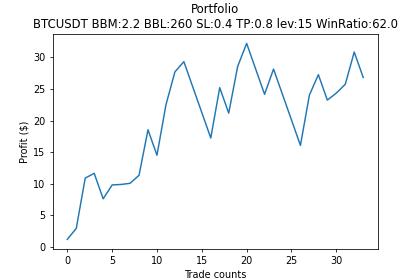 Portfolio
BTCUSDT BBM:2.2 BBL:260 SL:0.4 TP:0.8 lev:15 WinRatio:62.0
30
25
20
15
10
5
0
Profit ($)
0 5 10 15 20 25 30
Trade counts